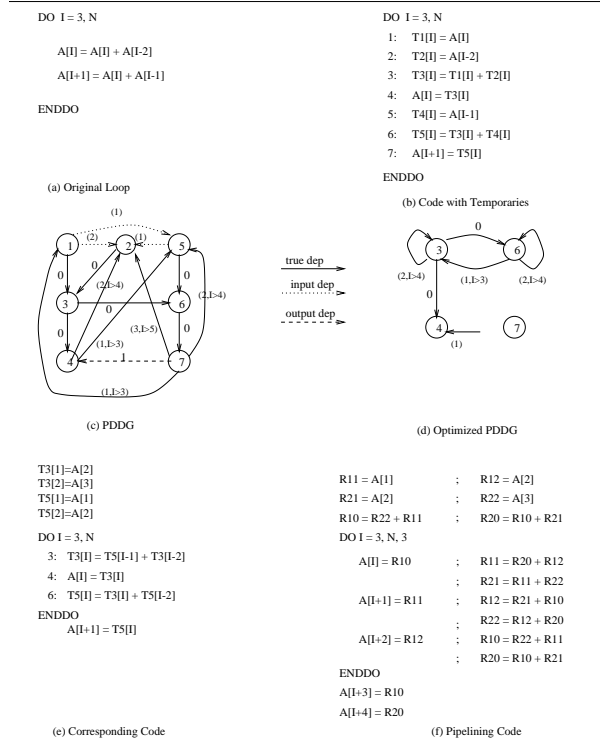 DO I = 3, N
A[I] = A[I] + A[I-2]
A[I+1] = A[I] + A[I-1]
ENDDO
(a) Original Loop
DO I = 3, N
1: T1[I] = A[I]
2: T2[I] = A[I-2]
3: T3[I] = T1[I] + T2[I]
4: A[I] = T3[I]
5: T4[I] = A[I-1]
6: T5[I] = T3[I] + T4[I]
7: A[I+1] = T5[I]
ENDDO
(b) Code with Temporaries
(1)
1 (2) 2 (1) 5
0 0 0
(2,I>4) (2,I>4)
3 0 6
0 (3,I>5) 0
(1,I>3)
4 1 7
(1,I>3)
(c) PDDG
true dep
input dep
output dep
0
3 6
(2,I>4) (1,I>3) (2,I>4)
0
4 7
(1)
(d) Optimized PDDG
T3[1]=A[2]
T3[2]=A[3]
T5[1]=A[1]
T5[2]=A[2]
DO I = 3, N
3: T3[I] = T5[I-1] + T3[I-2]
4: A[I] = T3[I]
6: T5[I] = T3[I] + T5[I-2]
ENDDO
A[I+1] = T5[I]
(e) Corresponding Code
R11 = A[1] ; R12 = A[2]
R21 = A[2] ; R22 = A[3]
R10 = R22 + R11 ; R20 = R10 + R21
DO I = 3, N, 3
A[I] = R10 ; R11 = R20 + R12
; R21 = R11 + R22
A[I+1] = R11 ; R12 = R21 + R10
; R22 = R12 + R20
A[I+2] = R12 ; R10 = R22 + R11
; R20 = R10 + R21
ENDDO
A[I+3] = R10
A[I+4] = R20
(f) Pipelining Code